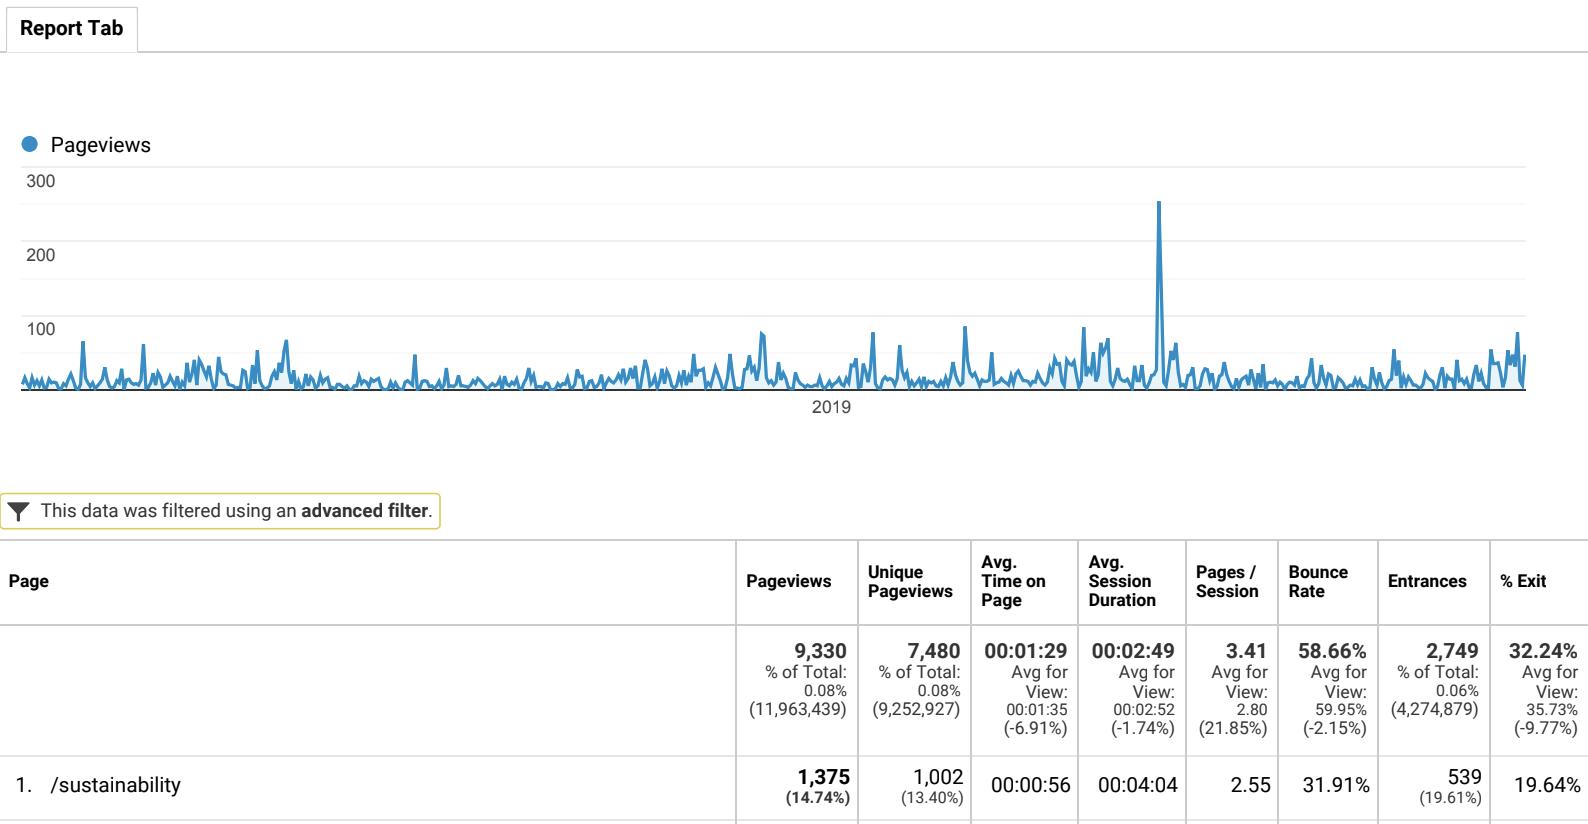 Report Tab
Pageviews
300
200
100
2019
This data was filtered using an advanced filter.
Page
Pageviews
Unique
Pageviews
Avg.
Time on
Page
Avg.
Session
Duration
Pages /
Session
Bounce
Rate
Entrances
% Exit
9,330
% of Total:
0.08%
(11,963,439)
7,480
% of Total:
0.08%
(9,252,927)
00:01:29
Avg for
View:
00:01:35
(-6.91%)
00:02:49
Avg for
View:
00:02:52
(-1.74%)
3.41
Avg for
View:
2.80
(21.85%)
58.66%
Avg for
View:
59.95%
(-2.15%)
2,749
% of Total:
0.06%
(4,274,879)
32.24%
Avg for
View:
35.73%
(-9.77%)
1. /sustainability
1,375
(14.74%)
1,002
(13.40%)
00:00:56
00:04:04
2.55
31.91%
539
(19.61%)
19.64%